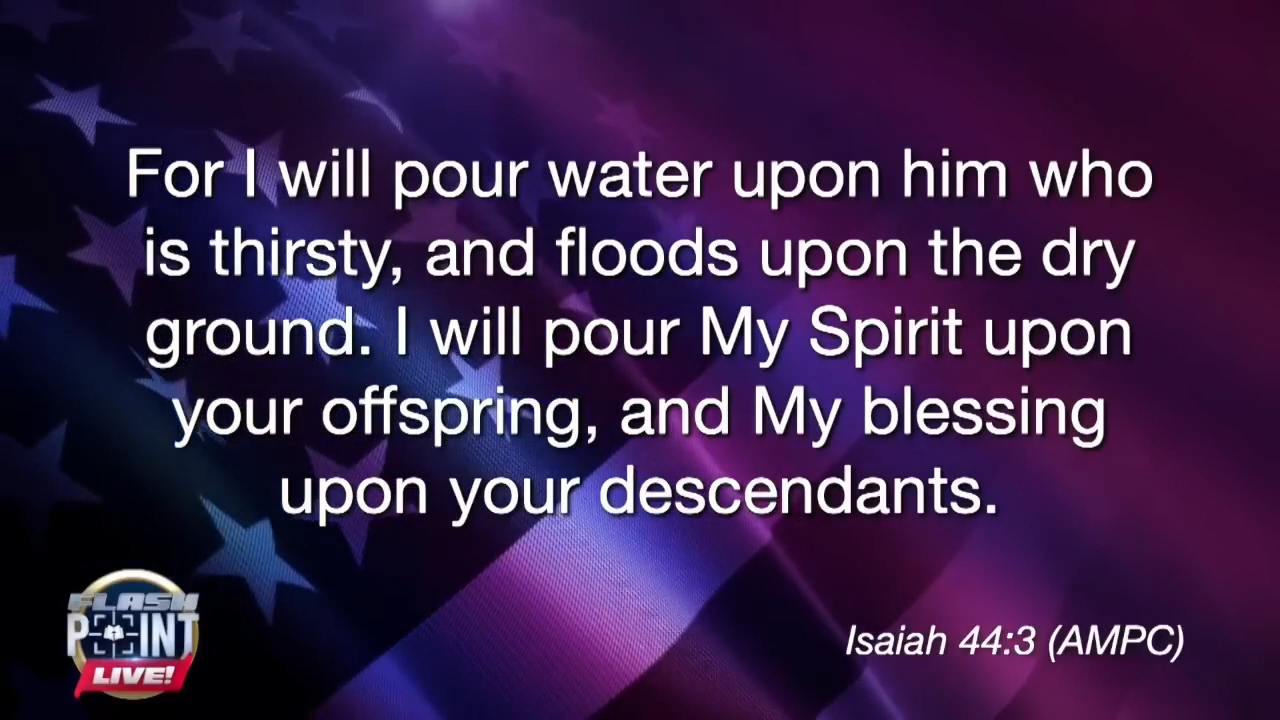 For I will pour water upon him who
is thirsty, and floods upon the dry
ground. I will pour My Spirit upon
your offspring, and My blessing
upon your descendants.
Isaiah 44:3 (AMPC)
FLASH
POINT
LIVE!